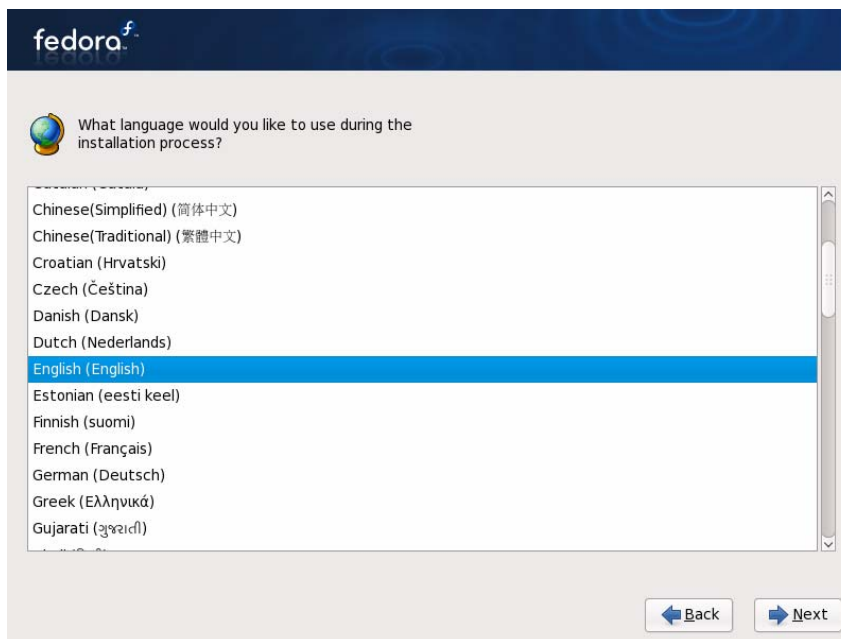 fedora
What language would you like to use during the
installation process?
Chinese(Simplified) (简体中文)
Chinese(Traditional) (繁體中文)
Croatian (Hrvatski)
Czech (Čeština)
Danish (Dansk)
Dutch (Nederlands)
English (English)
Estonian (eesti keel)
Finnish (suomi)
French (Français)
German (Deutsch)
Greek (Ελληνικά)
Gujarati (ગુજરાતી)
Back
Next